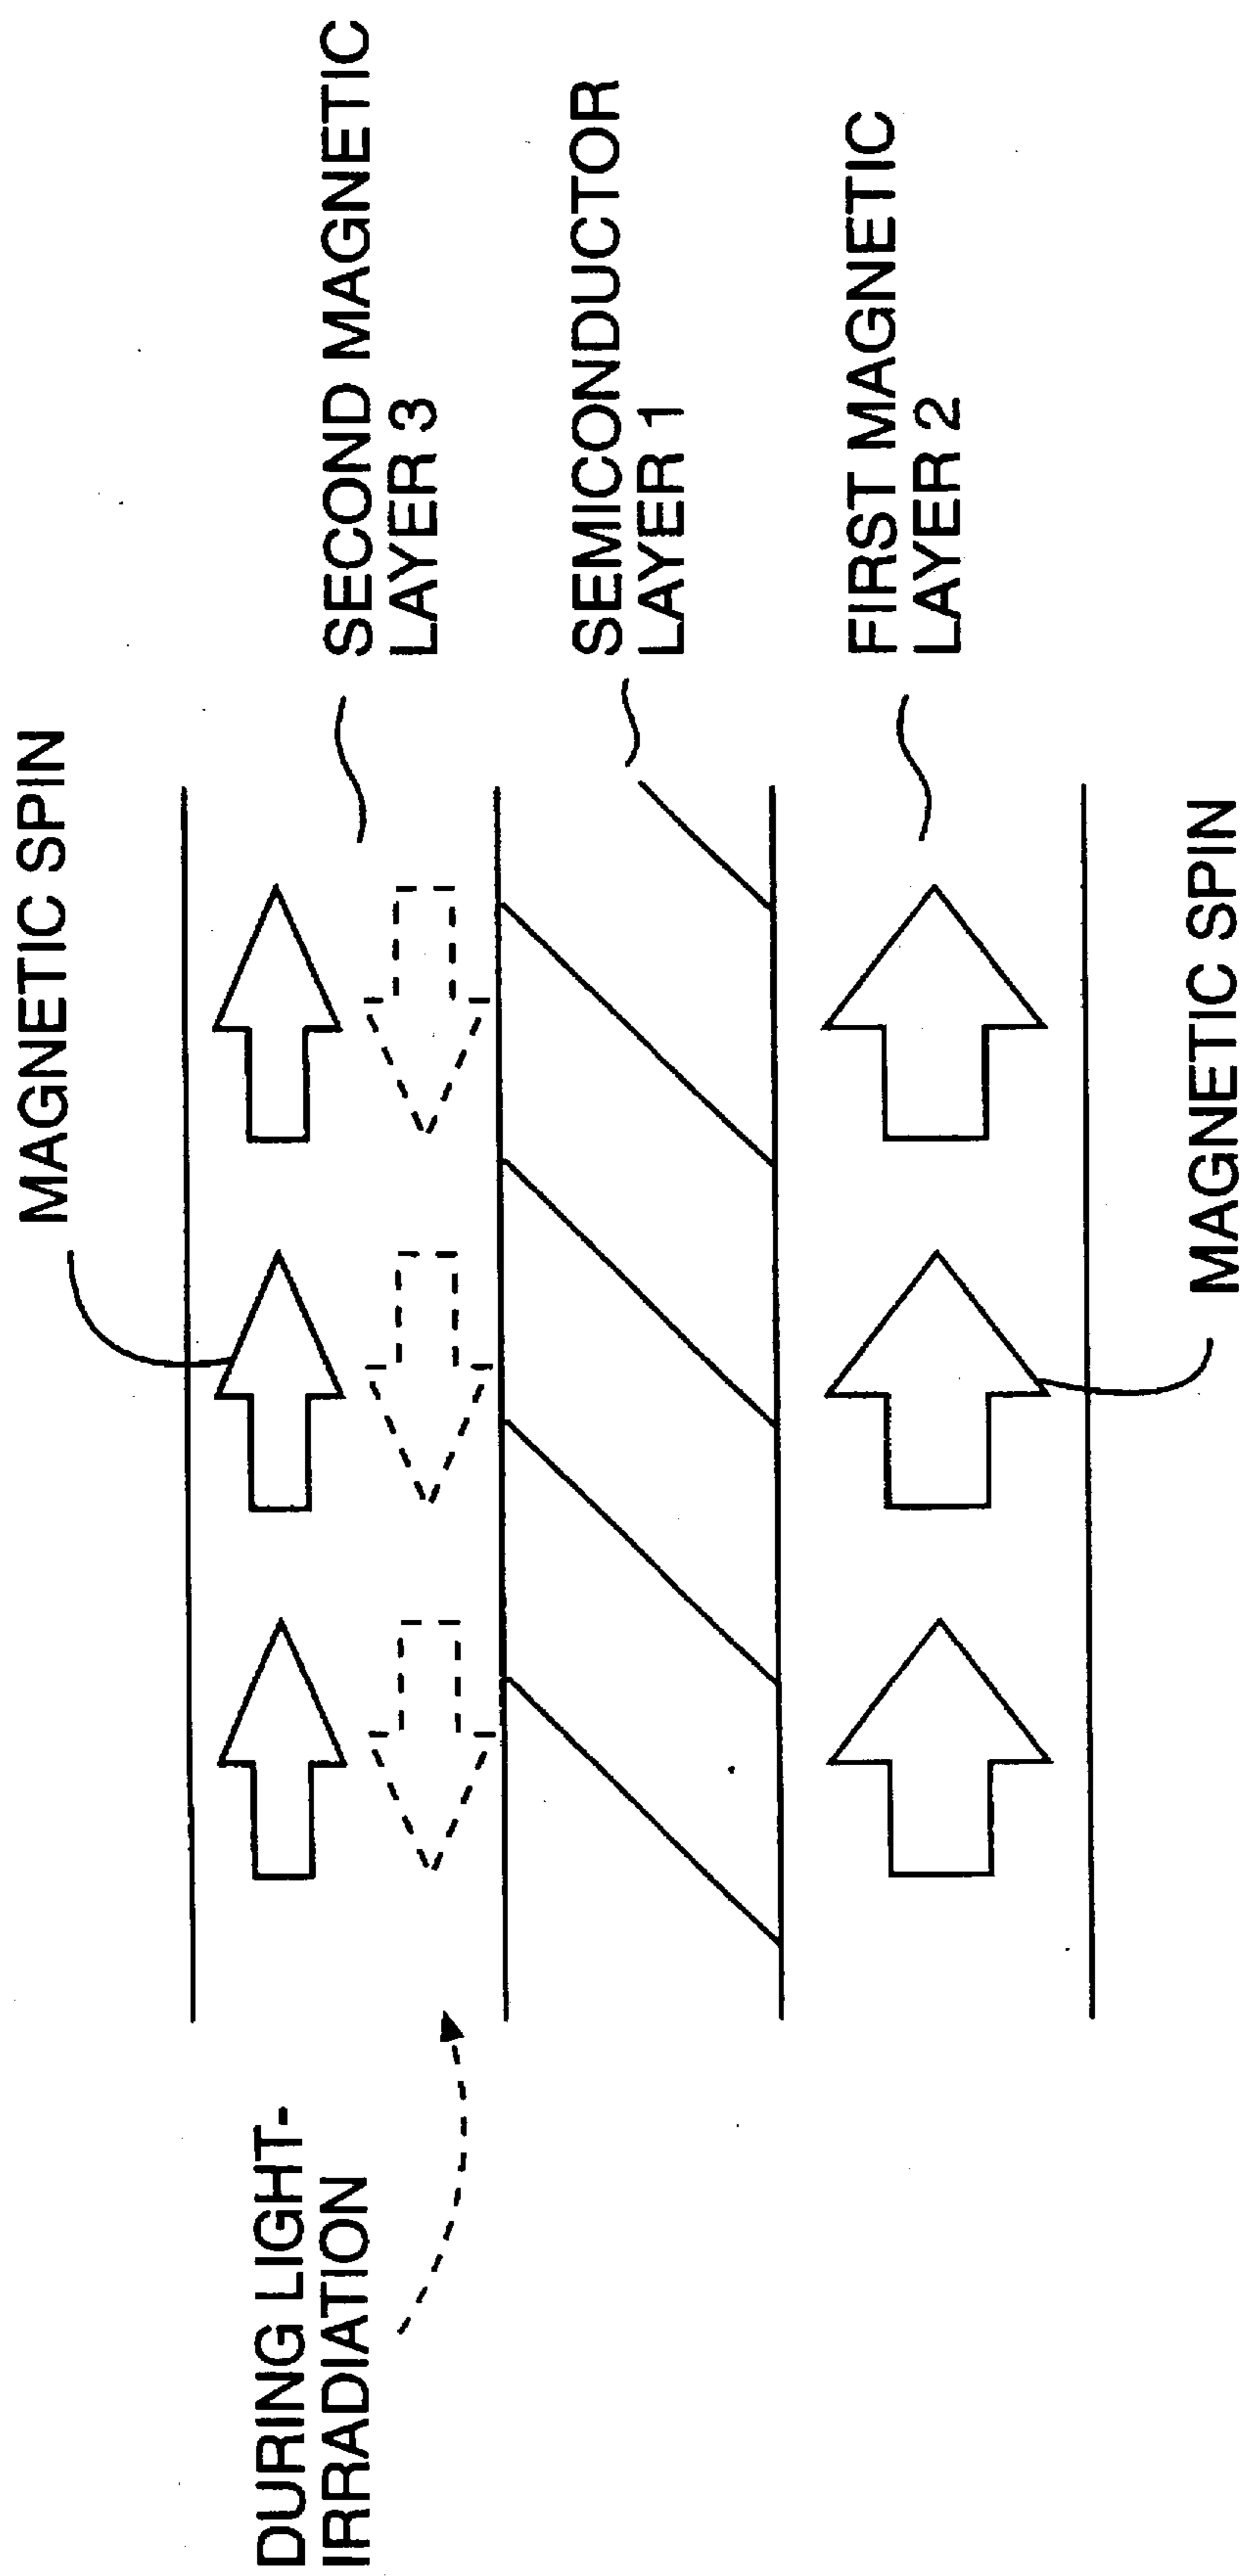 MAGNETIC SPIN
SECOND MAGNETIC
LAYER 3
DURING LIGHT-
IRRADIATION
SEMICONDUCTOR
LAYER 1
FIRST MAGNETIC
LAYER 2
MAGNETIC SPIN